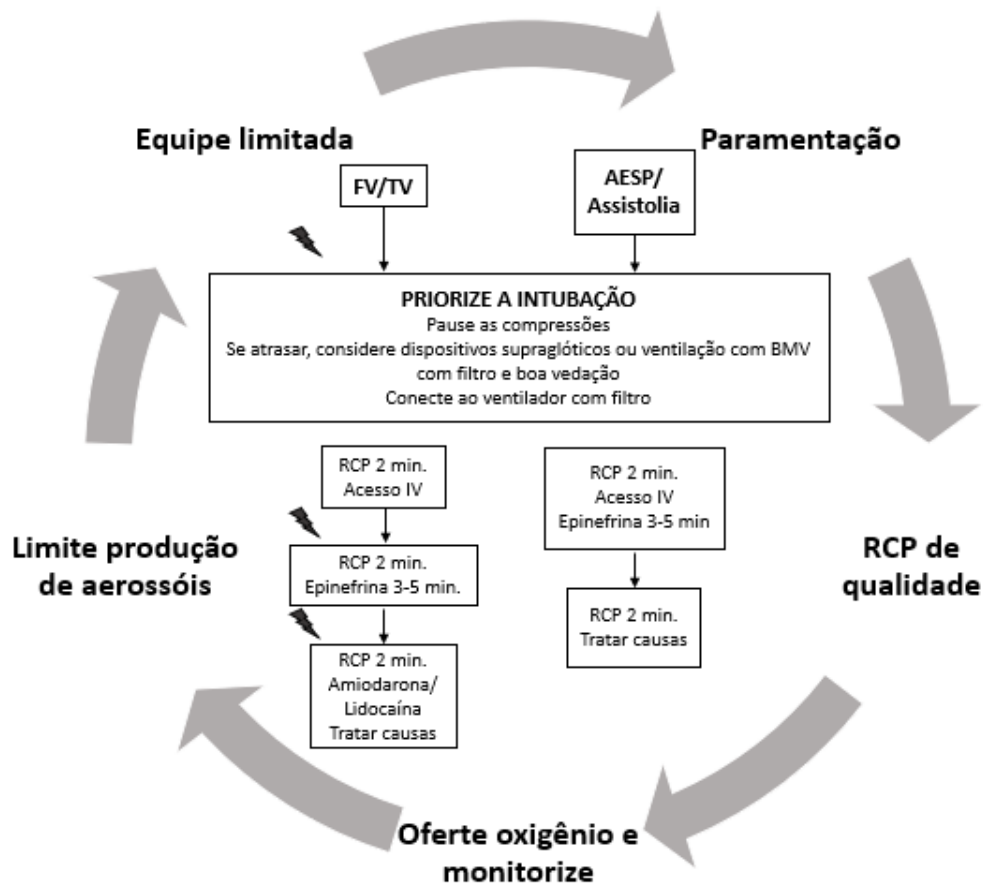 Equipe limitada
Paramentação
FV/TV
AESP/
Assistolia
PRIORIZE A INTUBAÇÃO
Pause as compressões
Se atrasar, considere dispositivos supraglóticos ou ventilação com BMV
com filtro e boa vedação
Conecte ao ventilador com filtro
RCP 2 min.
Acesso IV
RCP 2 min.
Epinefrina 3-5 min.
RCP 2 min.
Amiodarona/
Lidocaína
Tratar causas
RCP 2 min.
Acesso IV
Epinefrina 3-5 min
RCP 2 min.
Tratar causas
Limite produção
de aerossóis
RCP de
qualidade
Oferte oxigênio e
monitorize